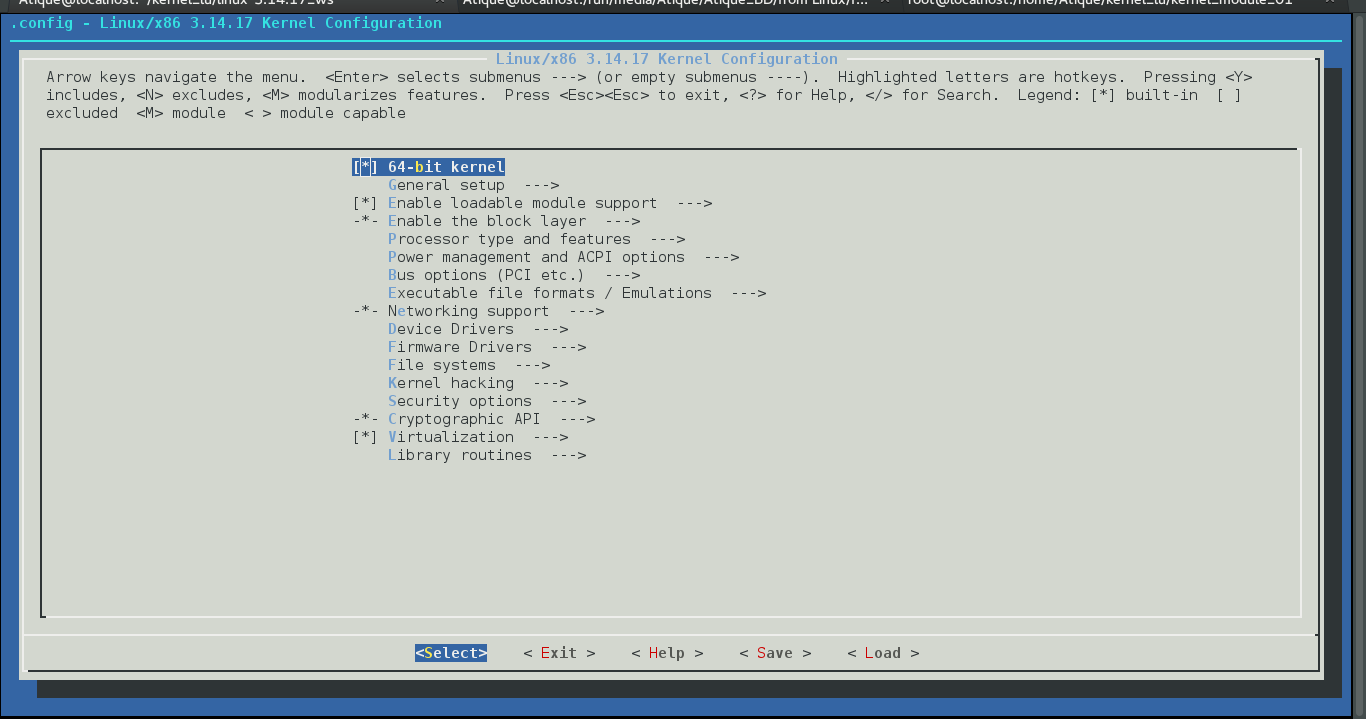 Atique@localhost:~/kernel_lu/linux-3.14.17_ws × Atique@localhost:/run/media/Atique/Atique_BD/from Linux/l... × root@localhost:/home/Atique/kernel_lu/kernel_module_01 ×
.config - Linux/x86 3.14.17 Kernel Configuration
Linux/x86 3.14.17 Kernel Configuration
Arrow keys navigate the menu.  <Enter> selects submenus ---> (or empty submenus ----).  Highlighted letters are hotkeys.  Pressing <Y>
includes, <N> excludes, <M> modularizes features.  Press <Esc><Esc> to exit, <?> for Help, </> for Search.  Legend: [*] built-in  [ ]
excluded  <M> module  < > module capable
[*] 64-bit kernel
General setup  --->
[*] Enable loadable module support  --->
-*- Enable the block layer  --->
Processor type and features  --->
Power management and ACPI options  --->
Bus options (PCI etc.)  --->
Executable file formats / Emulations  --->
-*- Networking support  --->
Device Drivers  --->
Firmware Drivers  --->
File systems  --->
Kernel hacking  --->
Security options  --->
-*- Cryptographic API  --->
[*] Virtualization  --->
Library routines  --->
<Select>    < Exit >    < Help >    < Save >    < Load >